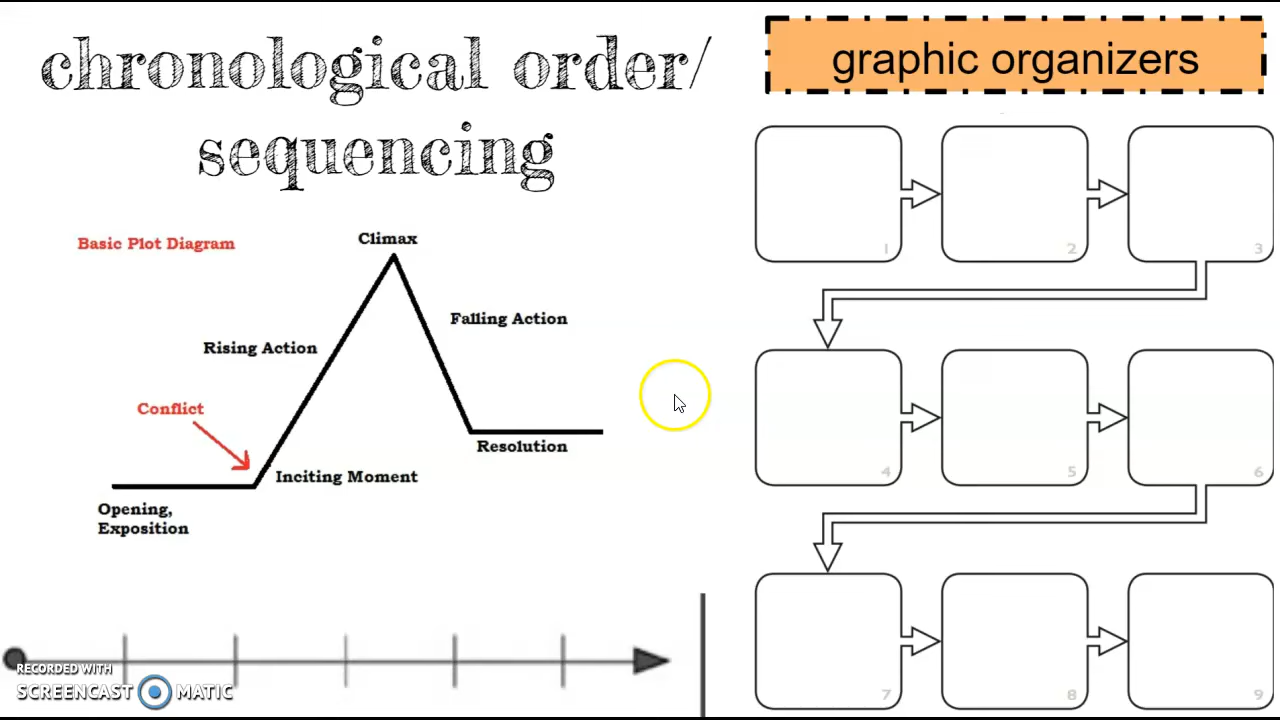 chronological order/
sequencing
graphic organizers
Basic Plot Diagram
Climax
Falling Action
Rising Action
Conflict
Resolution
Inciting Moment
Opening,
Exposition
1
2
3
4
5
6
7
8
9
RECORDED WITH
SCREENCAST MATIC